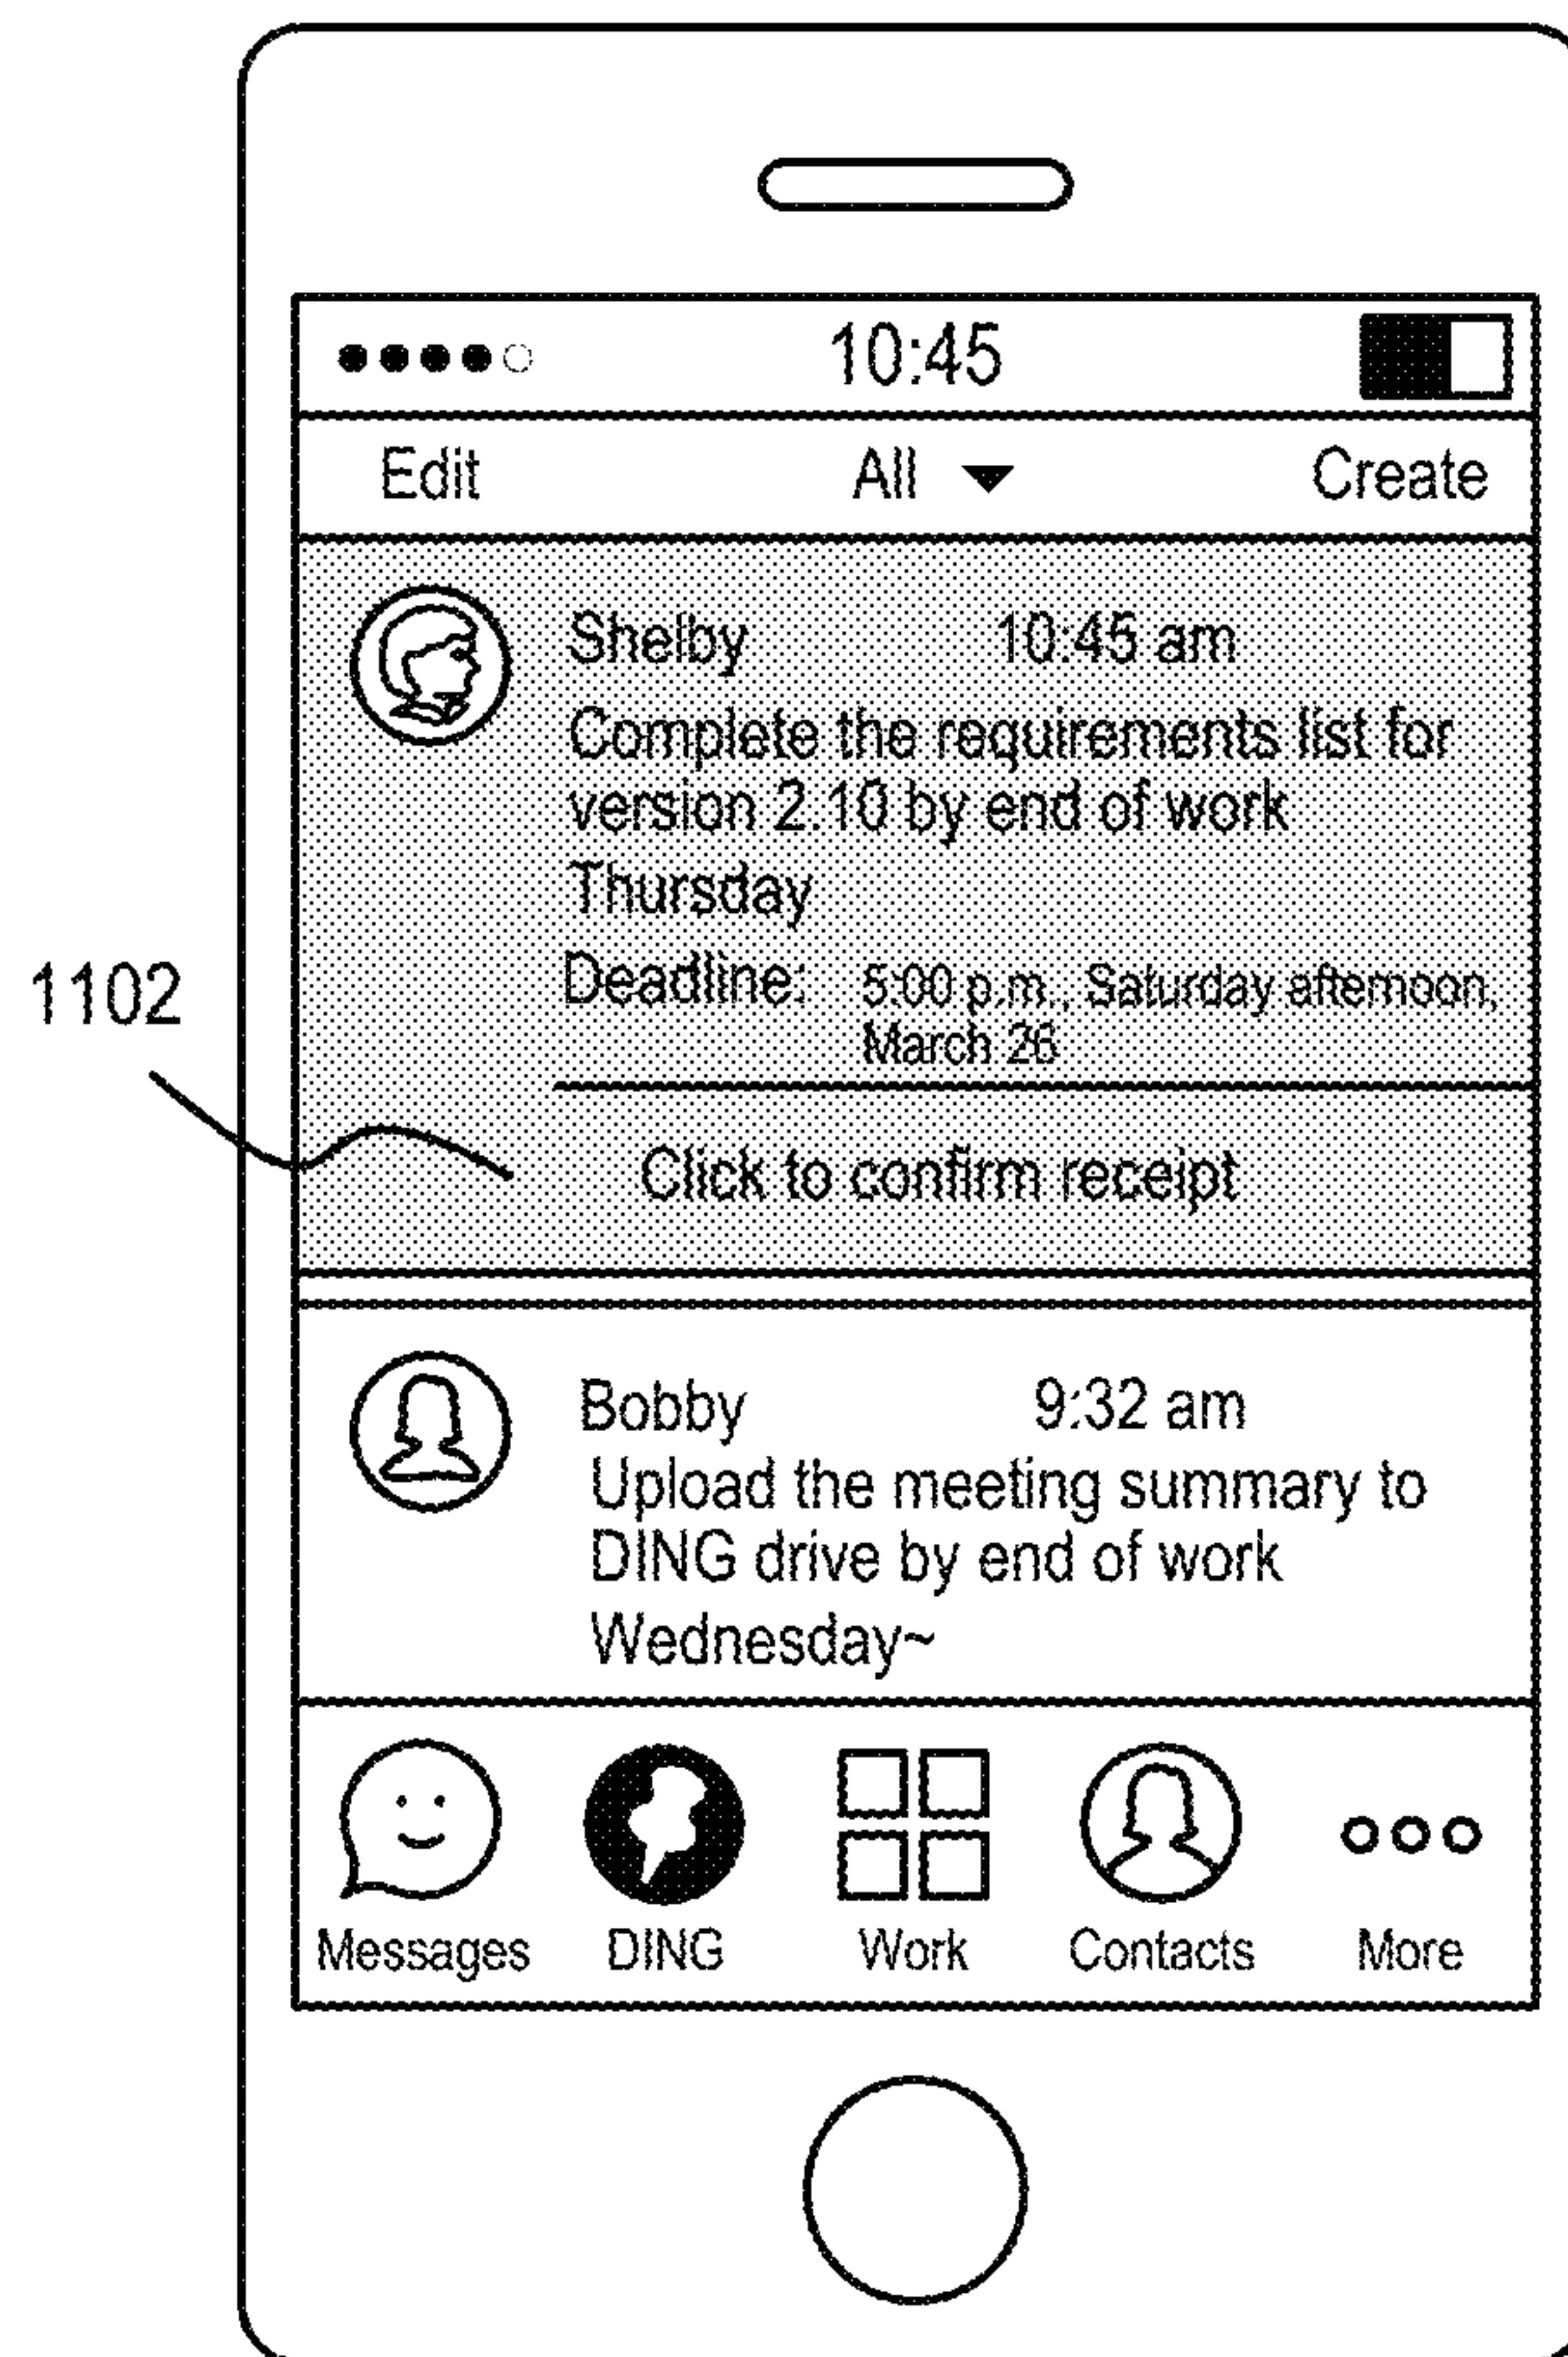 10:45
Edit All Create
Shelby 10:45 am
Complete the requirements list for
version 2.10 by end of work
Thursday
Deadline: 5:00 p.m., Saturday afternoon,
March 26
1102
Click to confirm receipt
Bobby 9:32 am
Upload the meeting summary to
DING drive by end of work
Wednesday~
Messages DING Work Contacts More